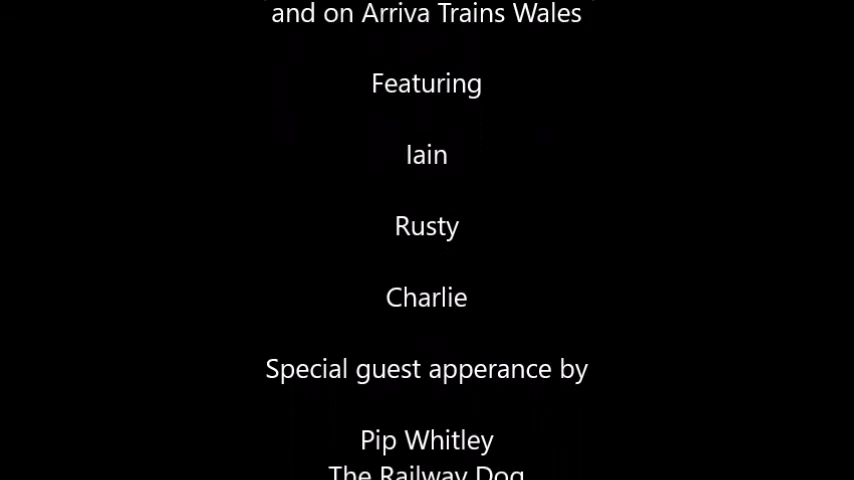 and on Arriva Trains Wales
Featuring
Iain
Rusty
Charlie
Special guest apperance by
Pip Whitley
The Railway Dog